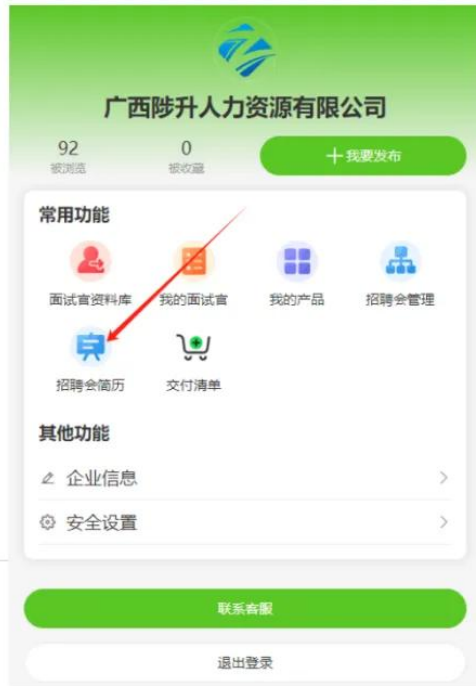 广西陟升人力资源有限公司
92 0
被浏览 被收藏
十我要发布
常用功能
面试官资料库 我的面试官 我的产品 招聘会管理
招聘会简历 交付清单
其他功能
企业信息
安全设置
联系客服
退出登录